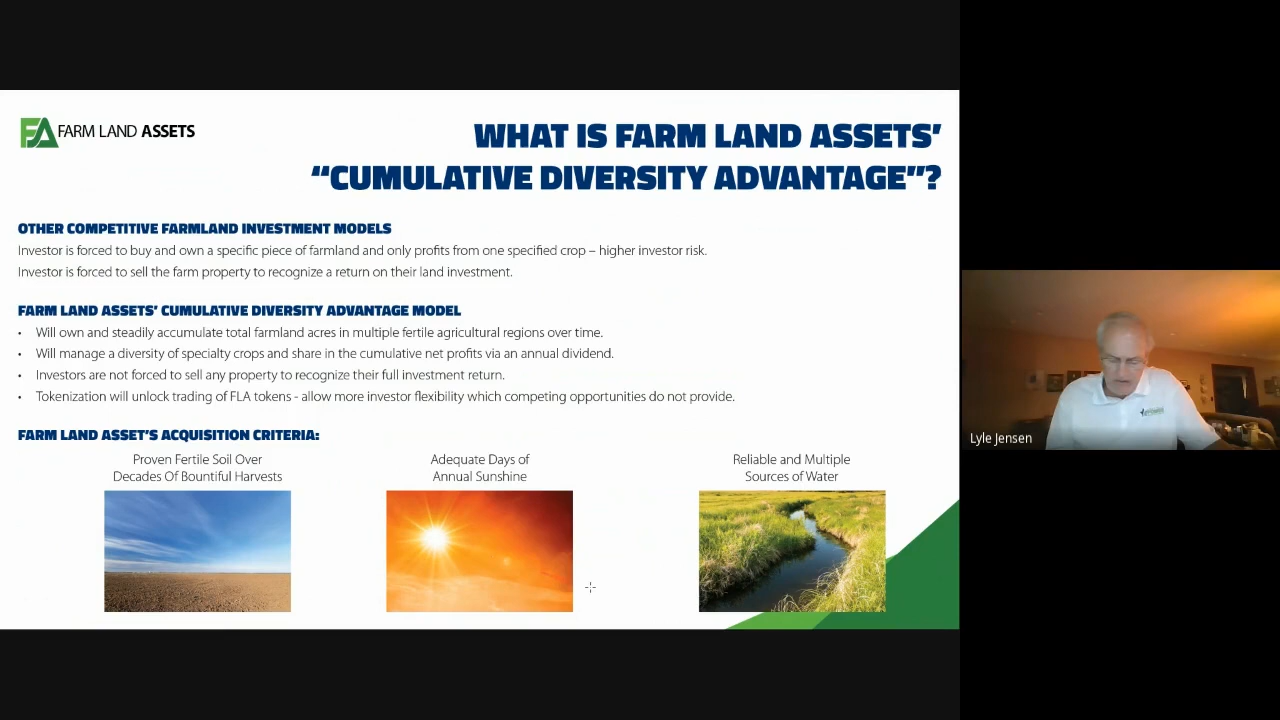 FA FARM LAND ASSETS
WHAT IS FARM LAND ASSETS'
“CUMULATIVE DIVERSITY ADVANTAGE”?
OTHER COMPETITIVE FARMLAND INVESTMENT MODELS
Investor is forced to buy and own a specific piece of farmland and only profits from one specified crop – higher investor risk.
Investor is forced to sell the farm property to recognize a return on their land investment.
FARM LAND ASSETS' CUMULATIVE DIVERSITY ADVANTAGE MODEL
• Will own and steadily accumulate total farmland acres in multiple fertile agricultural regions over time.
• Will manage a diversity of specialty crops and share in the cumulative net profits via an annual dividend.
• Investors are not forced to sell any property to recognize their full investment return.
• Tokenization will unlock trading of FLA tokens - allow more investor flexibility which competing opportunities do not provide.
FARM LAND ASSET'S ACQUISITION CRITERIA:
Proven Fertile Soil Over
Decades Of Bountiful Harvests
Adequate Days of
Annual Sunshine
Reliable and Multiple
Sources of Water
Lyle Jensen